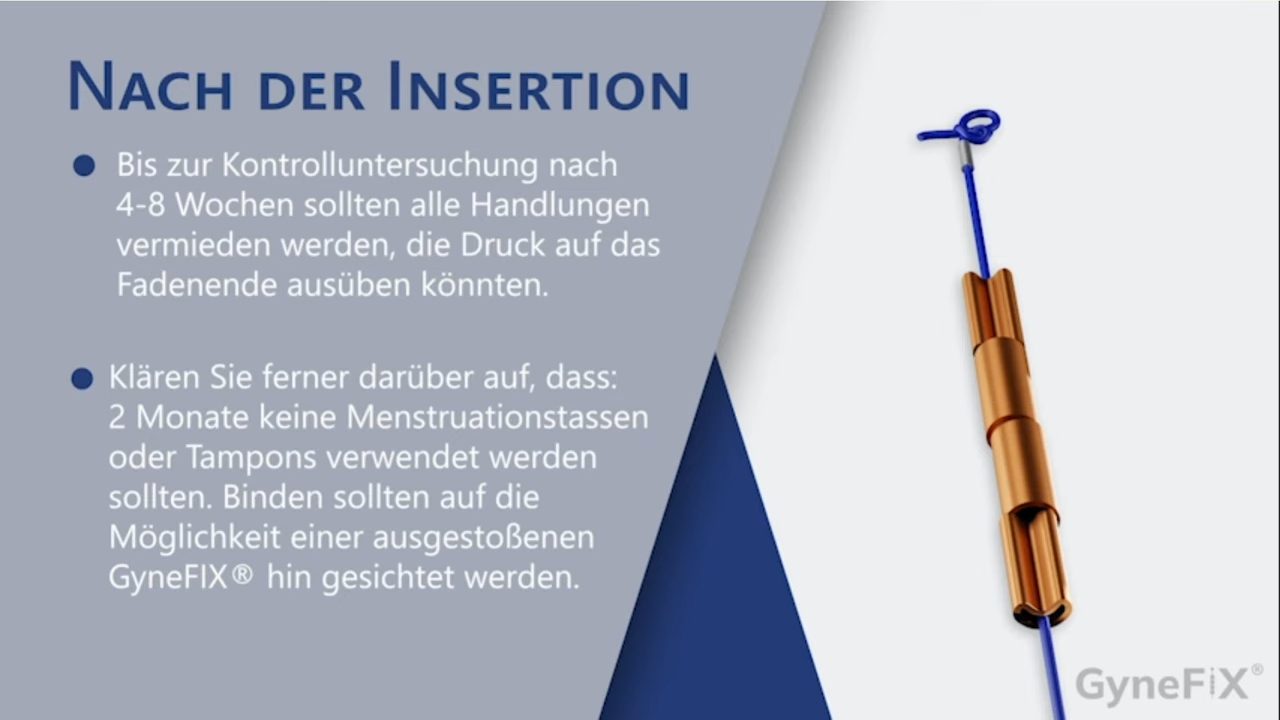 NACH DER INSERTION
● Bis zur Kontrolluntersuchung nach
4-8 Wochen sollten alle Handlungen
vermieden werden, die Druck auf das
Fadenende ausüben könnten.
● Klären Sie ferner darüber auf, dass:
2 Monate keine Menstruationstassen
oder Tampons verwendet werden
sollten. Binden sollten auf die
Möglichkeit einer ausgestoßenen
GyneFIX® hin gesichtet werden.
GyneFiX®